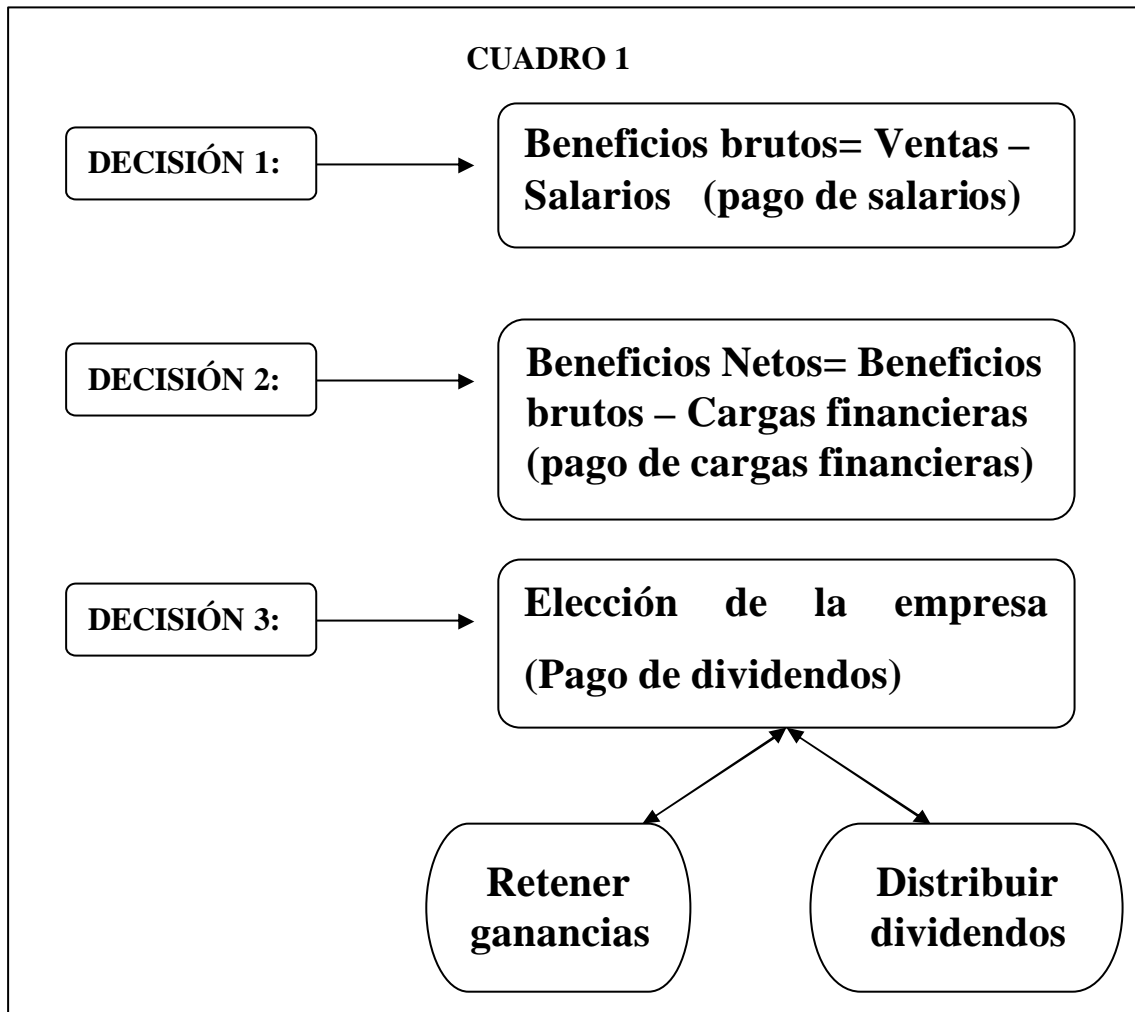 CUADRO 1
DECISIÓN 1:
Beneficios brutos= Ventas –
Salarios (pago de salarios)
DECISIÓN 2:
Beneficios Netos= Beneficios
brutos – Cargas financieras
(pago de cargas financieras)
DECISIÓN 3:
Elección de la empresa
(Pago de dividendos)
Retener
ganancias
Distribuir
dividendos